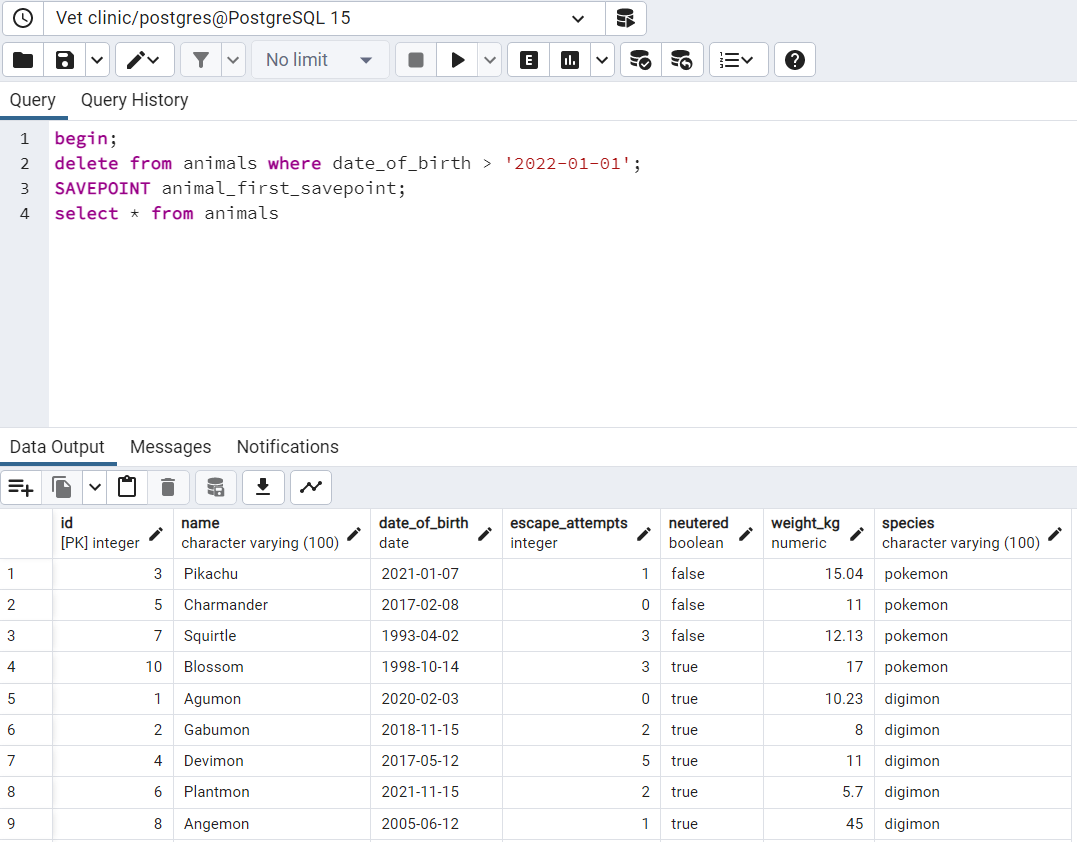 Vet clinic/postgres@PostgreSQL 15
No limit
E
Query Query History
1 begin;
2 delete from animals where date_of_birth > '2022-01-01';
3 SAVEPOINT animal_first_savepoint;
4 select * from animals
Data Output Messages Notifications
id name date_of_birth escape_attempts neutered weight_kg species
[PK] integer character varying (100) date integer boolean numeric character varying (100)
1 3 Pikachu 2021-01-07 1 false 15.04 pokemon
2 5 Charmander 2017-02-08 0 false 11 pokemon
3 7 Squirtle 1993-04-02 3 false 12.13 pokemon
4 10 Blossom 1998-10-14 3 true 17 pokemon
5 1 Agumon 2020-02-03 0 true 10.23 digimon
6 2 Gabumon 2018-11-15 2 true 8 digimon
7 4 Devimon 2017-05-12 5 true 11 digimon
8 6 Plantmon 2021-11-15 2 true 5.7 digimon
9 8 Angemon 2005-06-12 1 true 45 digimon